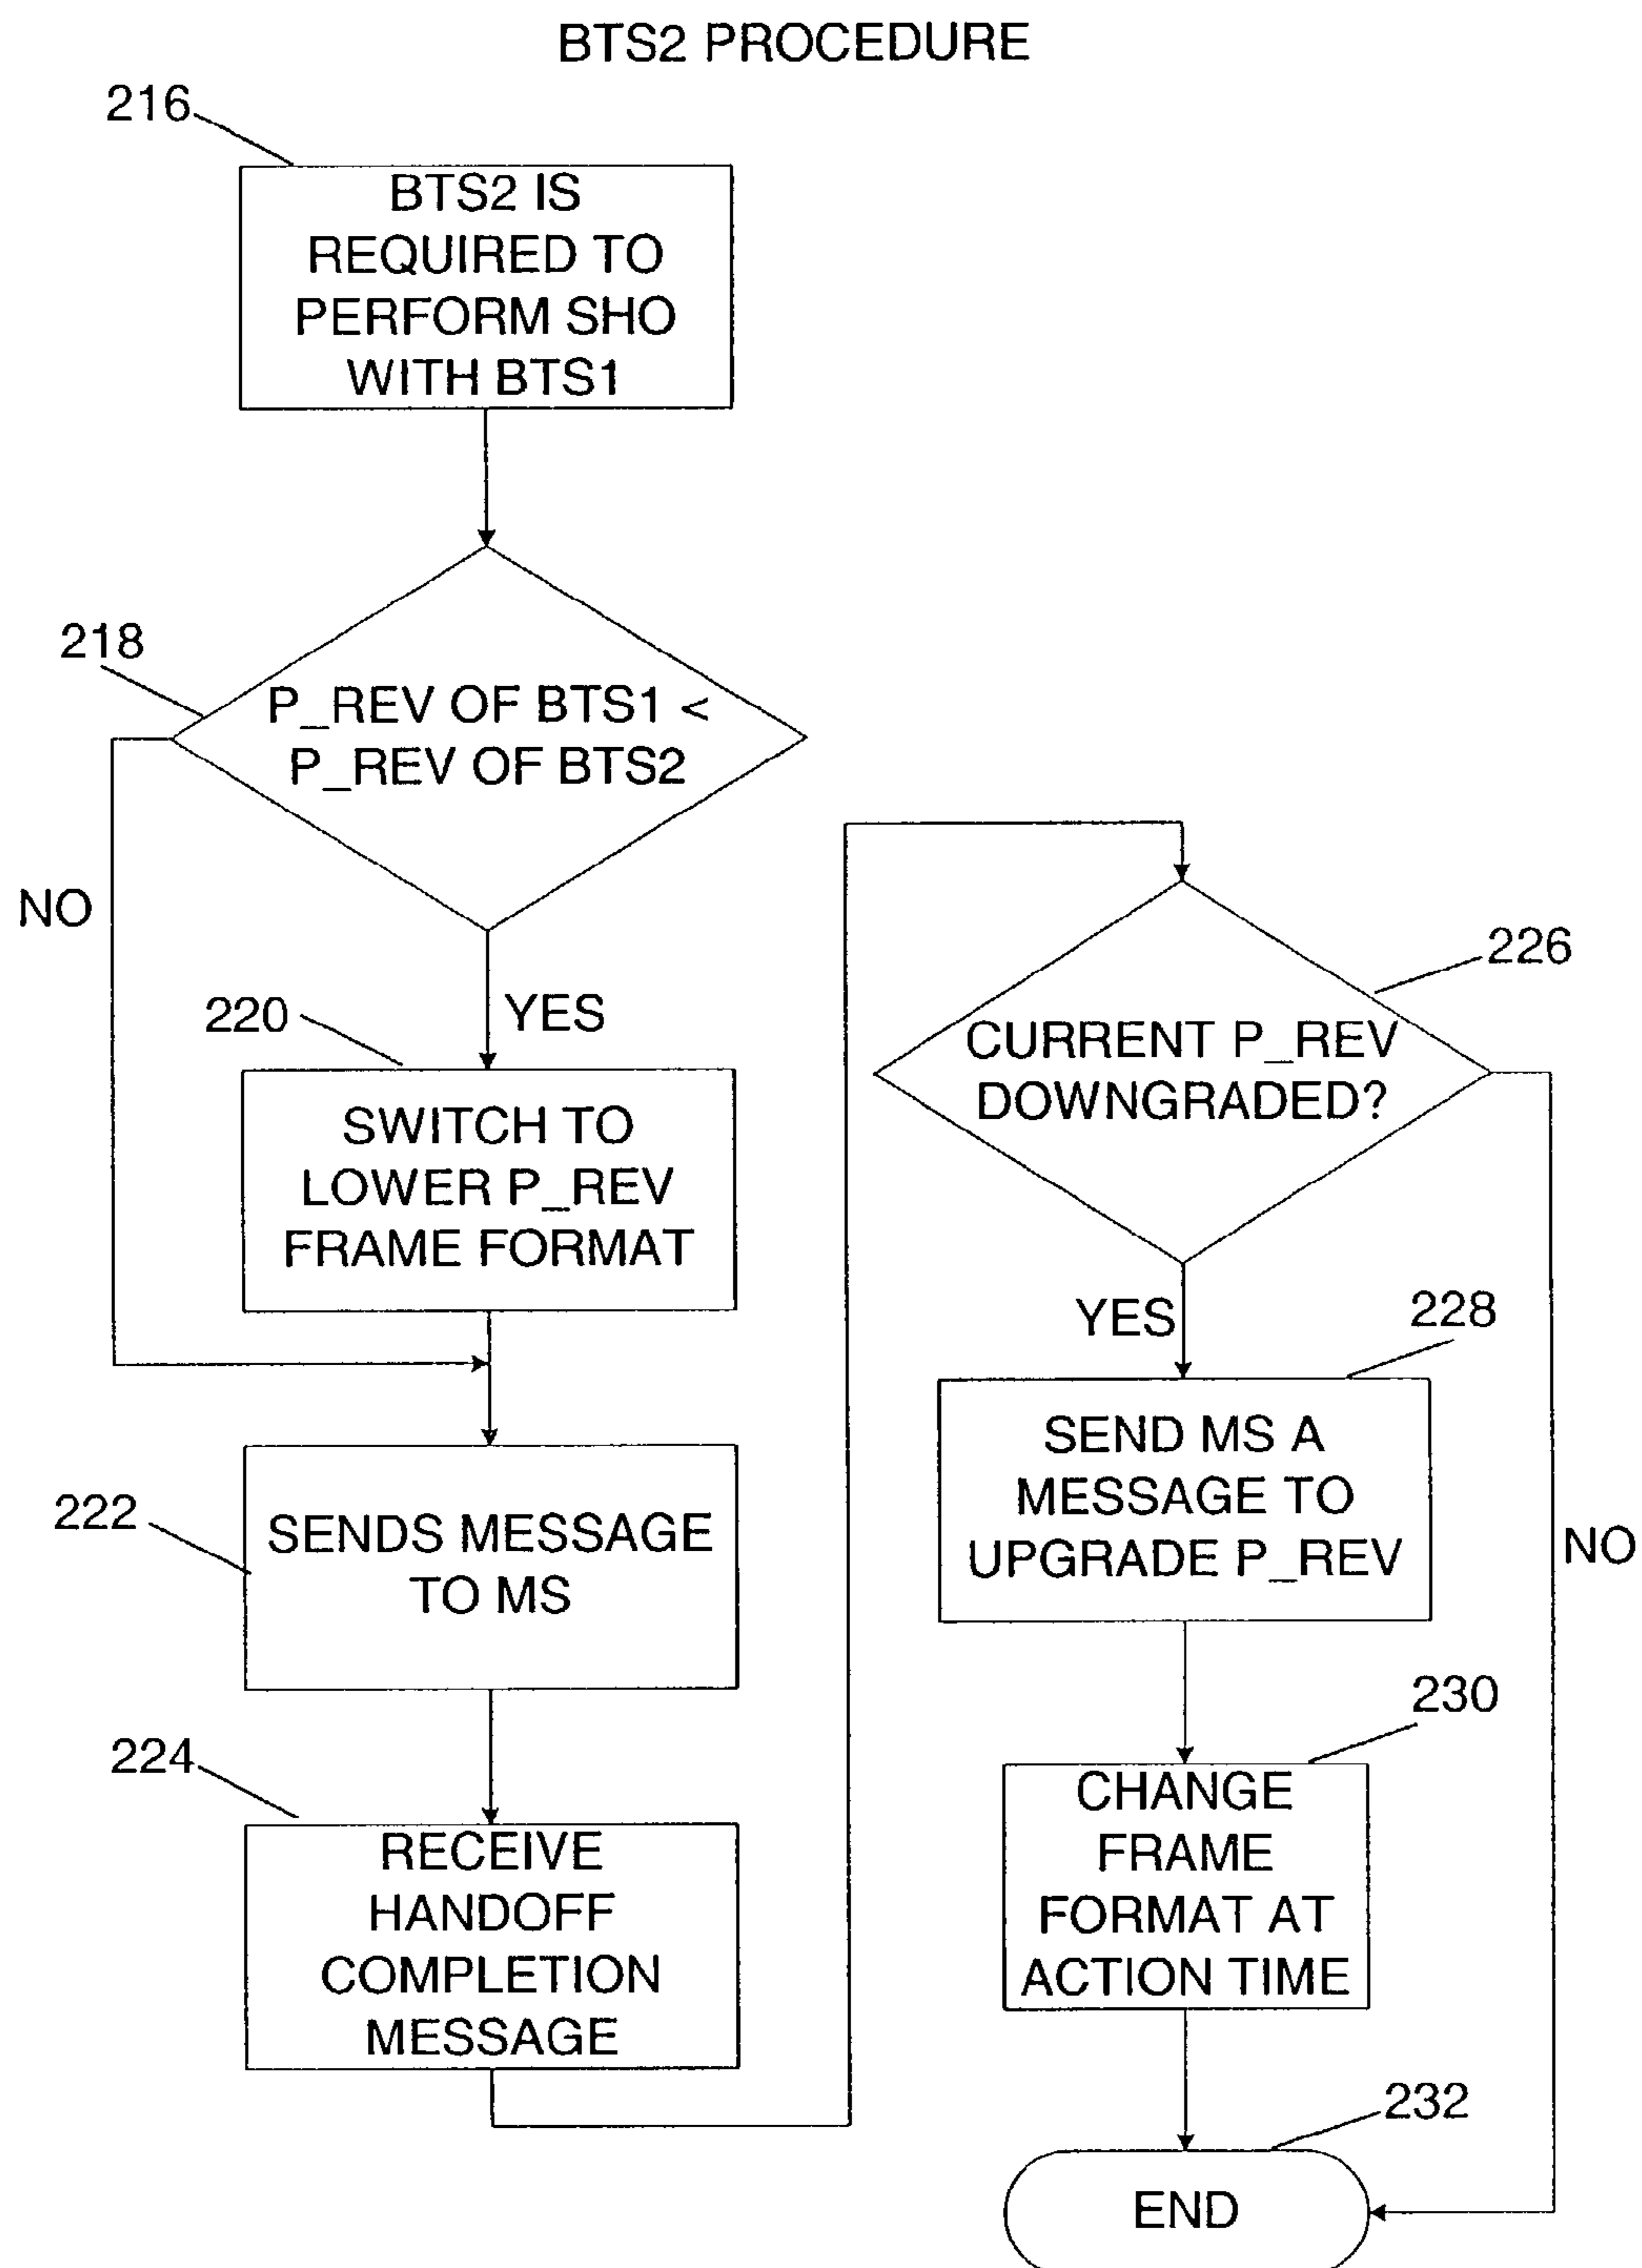 BTS2 PROCEDURE
216
BTS2 IS
REQUIRED TO
PERFORM SHO
WITH BTS1
218
P_REV OF BTS1 <
P_REV OF BTS2
NO
YES
220
SWITCH TO
LOWER P_REV
FRAME FORMAT
222
SENDS MESSAGE
TO MS
224
RECEIVE
HANDOFF
COMPLETION
MESSAGE
226
CURRENT P_REV
DOWNGRADED?
YES
NO
228
SEND MS A
MESSAGE TO
UPGRADE P_REV
230
CHANGE
FRAME
FORMAT AT
ACTION TIME
232
END